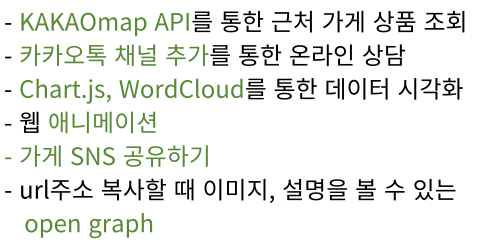 - KAKAOmap API를 통한 근처 가게 상품 조회
- 카카오톡 채널 추가를 통한 온라인 상담
- Chart.js, WordCloud를 통한 데이터 시각화
- 웹 애니메이션
- 가게 SNS 공유하기
- url주소 복사할 때 이미지, 설명을 볼 수 있는
open graph